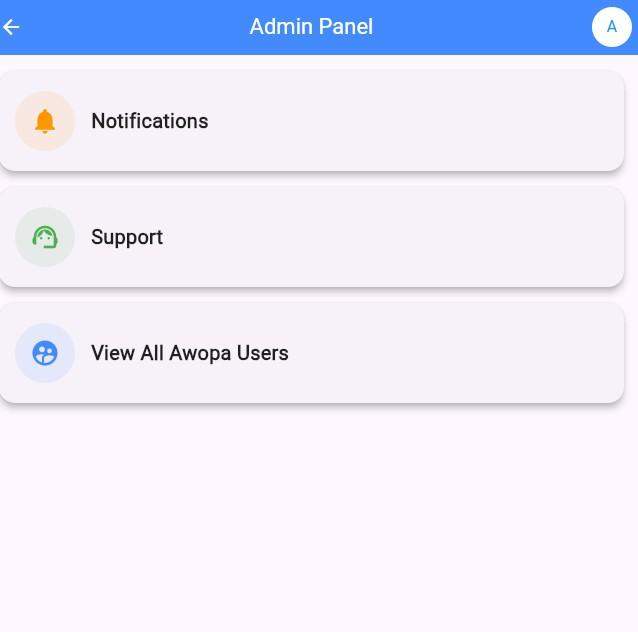 Admin Panel
A
Notifications
Support
View All Awopa Users